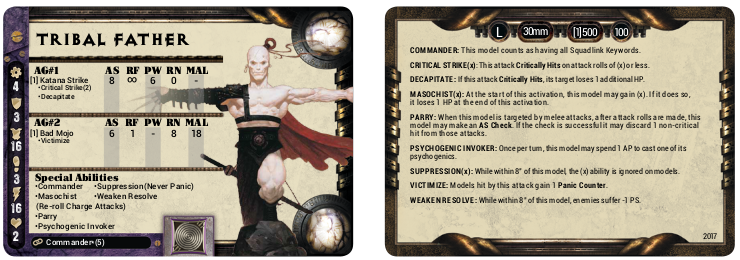 TRIBAL FATHER
AG#1 AS RF PW RN MAL
[1] Katana Strike 8 ∞ 6 0 -
•Critical Strike(2)
•Decapitate
AG#2 AS RF PW RN MAL
[1] Bad Mojo 6 1 - 8 18
•Victimize
4
3
16
3
16
2
Special Abilities
•Commander •Suppression(Never Panic)
•Masochist •Weaken Resolve
(Re-roll Charge Attacks)
•Parry
•Psychogenic Invoker
Commander(5)
L 30mm [1]500 100
COMMANDER: This model counts as having all Squad link Keywords.
CRITICAL STRIKE(x): This attack Critically Hits on attack rolls of (x) or less.
DECAPITATE: If this attack Critically Hits, its target loses 1 additional HP.
MASOCHIST(x): At the start of this activation, this model may gain (x). If it does so,
it loses 1 HP at the end of this activation.
PARRY: When this model is targeted by melee attacks, after attack rolls are made, this
model may make an AS Check. If the check is successful it may discard 1 non-critical
hit from those attacks.
PSYCHOGENIC INVOKER: Once per turn, this model may spend 1 AP to cast one of its
psychogenics.
SUPPRESSION(x): While within 8" of this model, the (x) ability is ignored on models.
VICTIMIZE: Models hit by this attack gain 1 Panic Counter.
WEAKEN RESOLVE: While within 8" of this model, enemies suffer -1 PS.
2017